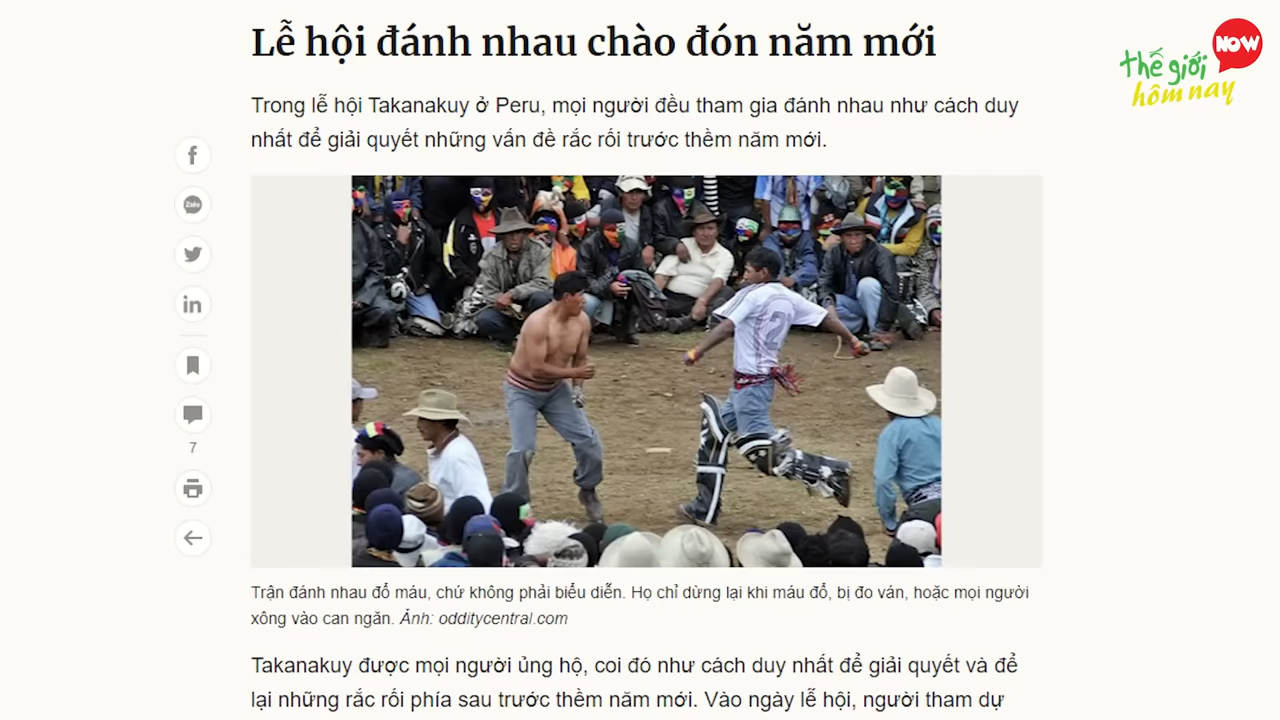 Lễ hội đánh nhau chào đón năm mới
NOW
thế giới
hôm nay
Trong lễ hội Takanakuy ở Peru, mọi người đều tham gia đánh nhau như cách duy
nhất để giải quyết những vấn đề rắc rối trước thềm năm mới.
f
Zalo
in
7
2
Trận đánh nhau đổ máu, chứ không phải biểu diễn. Họ chỉ dừng lại khi máu đổ, bị đo ván, hoặc mọi người
xông vào can ngăn. Ảnh: odditycentral.com
Takanakuy được mọi người ủng hộ, coi đó như cách duy nhất để giải quyết và để
lại những rắc rối phía sau trước thềm năm mới. Vào ngày lễ hội, người tham dự